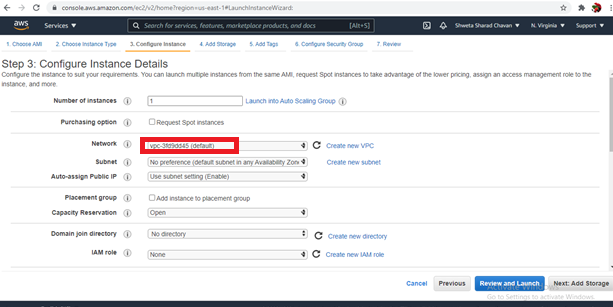 console.aws.amazon.com/ec2/v2/home?region=us-east-1#LaunchInstanceWizard:
aws Services Search for services, features, marketplace products, and docs [Alt+S] Shweta Sharad Chavan N. Virginia Support
1. Choose AMI 2. Choose Instance Type 3. Configure Instance 4. Add Storage 5. Add Tags 6. Configure Security Group 7. Review
Step 3: Configure Instance Details
Configure the instance to suit your requirements. You can launch multiple instances from the same AMI, request Spot instances to take advantage of the lower pricing, assign an access management role to the
instance, and more.
Number of instances 1 Launch into Auto Scaling Group
Purchasing option Request Spot instances
Network vpc-3fd9dd45 (default) Create new VPC
Subnet No preference (default subnet in any Availability Zone Create new subnet
Auto-assign Public IP Use subnet setting (Enable)
Placement group Add instance to placement group
Capacity Reservation Open
Domain join directory No directory Create new directory
IAM role None Create new IAM role
Activate Windows
Cancel Previous Review and Launch Next: Add Storage
Go to Settings to activate Windows.